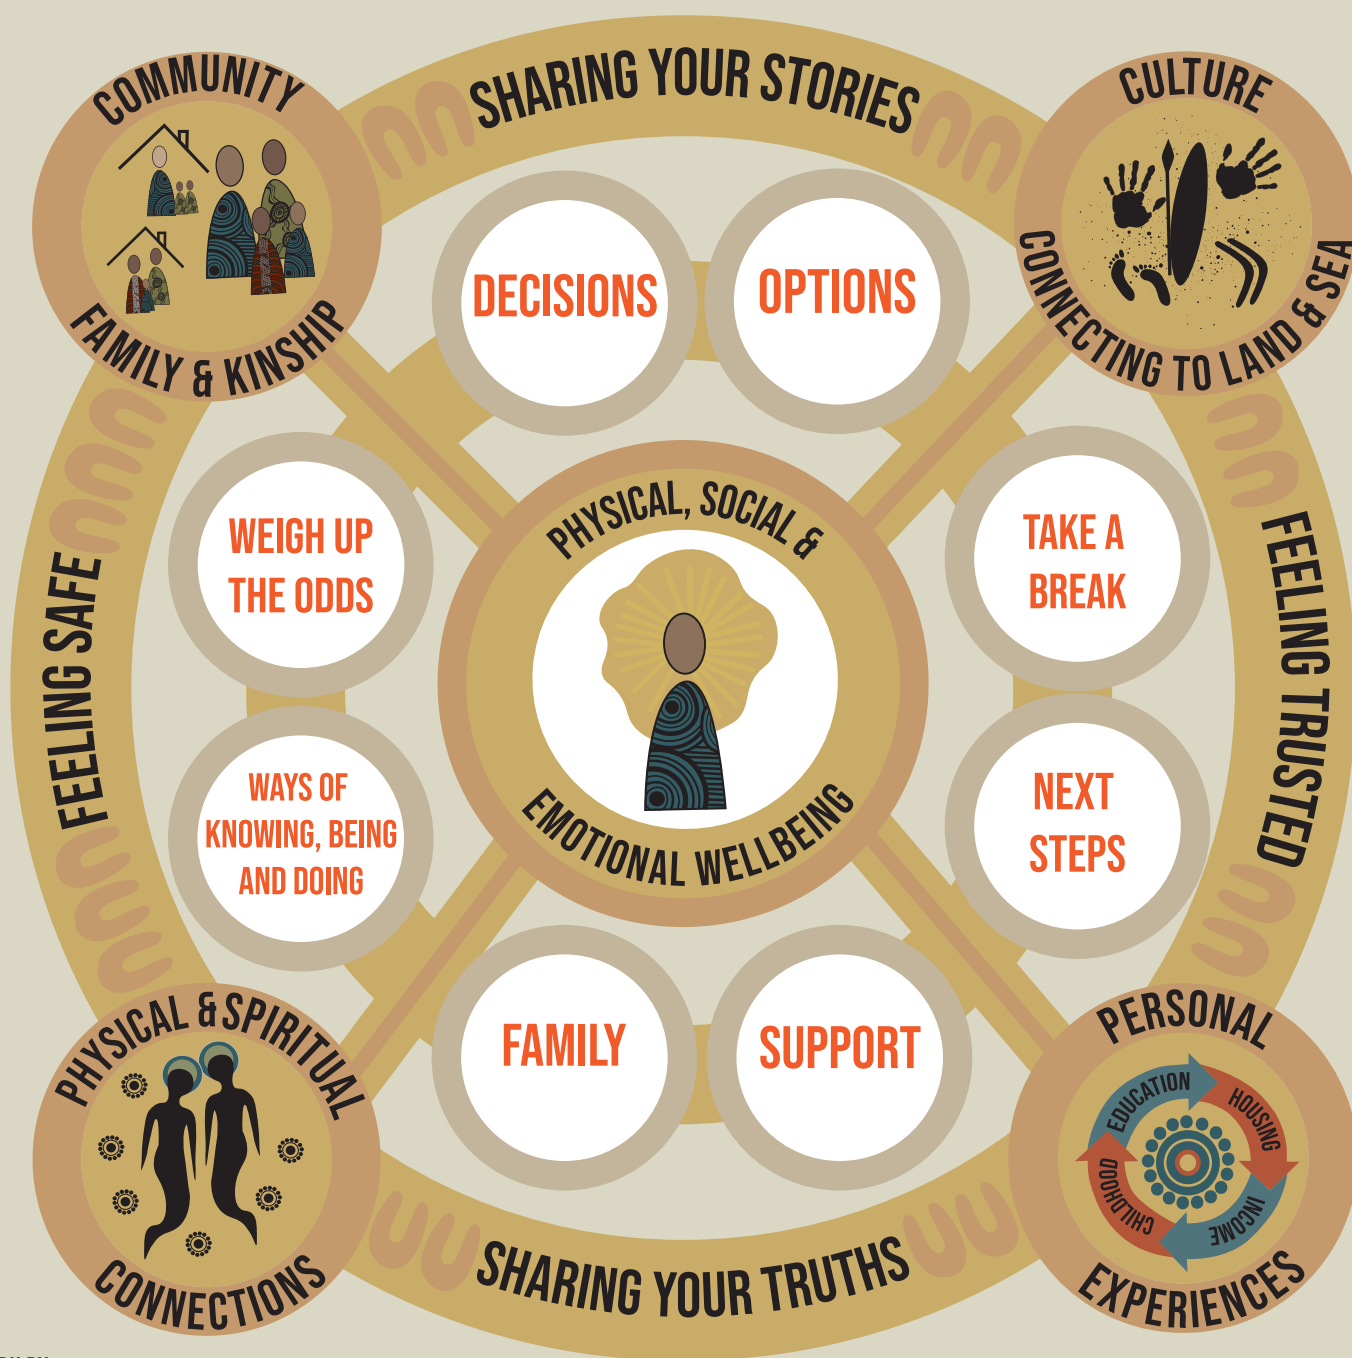 SHARING YOUR STORIES
COMMUNITY
FAMILY & KINSHIP
CULTURE
CONNECTING TO LAND & SEA
DECISIONS
OPTIONS
WEIGH UP
THE ODDS
TAKE A
BREAK
PHYSICAL, SOCIAL &
EMOTIONAL WELLBEING
FEELING SAFE
FEELING TRUSTED
WAYS OF
KNOWING, BEING
AND DOING
NEXT
STEPS
FAMILY
SUPPORT
PHYSICAL & SPIRITUAL
CONNECTIONS
PERSONAL
EDUCATION
HOUSING
INCOME
CHILDHOOD
EXPERIENCES
SHARING YOUR TRUTHS